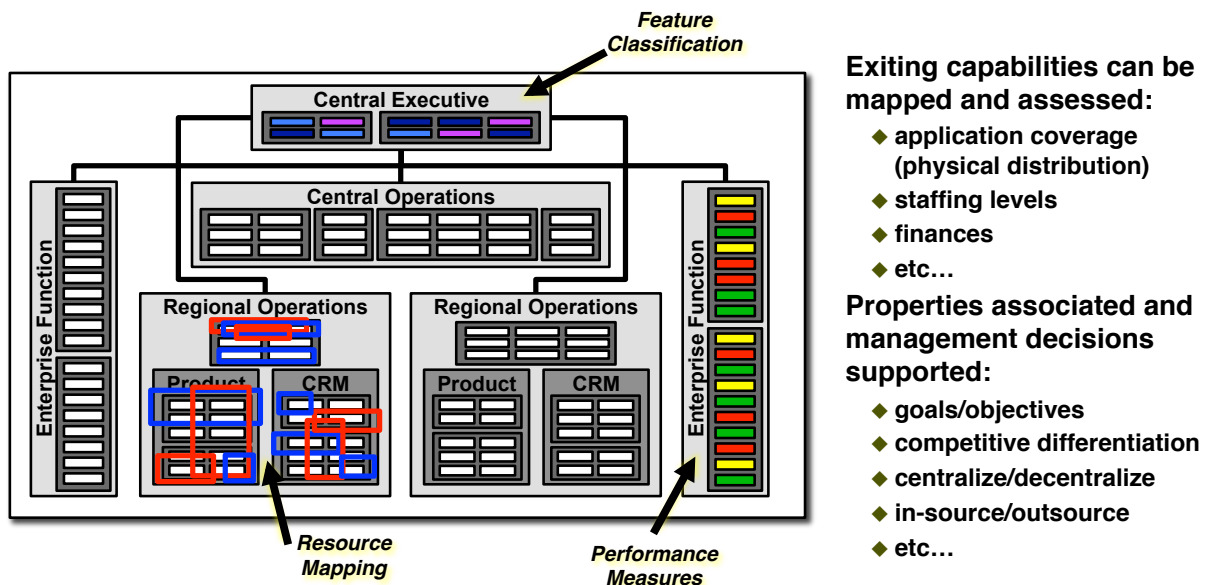 Feature
Classification
Central Executive
Central Operations
Enterprise Function
Regional Operations
Product
CRM
Regional Operations
Product
CRM
Enterprise Function
Resource
Mapping
Performance
Measures
Exiting capabilities can be
mapped and assessed:
◆ application coverage
(physical distribution)
◆ staffing levels
◆ finances
◆ etc…
Properties associated and
management decisions
supported:
◆ goals/objectives
◆ competitive differentiation
◆ centralize/decentralize
◆ in-source/outsource
◆ etc…